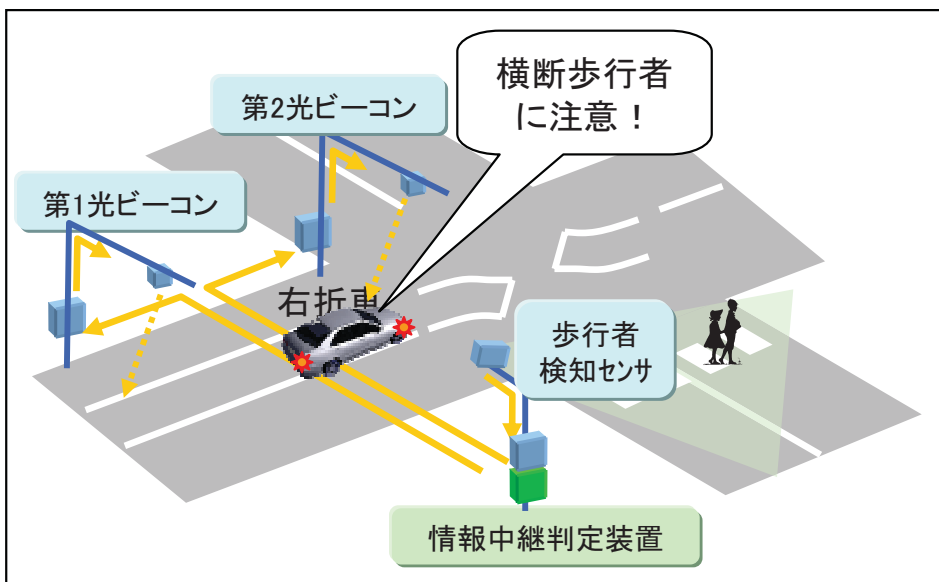 横断歩行者
に注意！
第2光ビーコン
第1光ビーコン
右折車
歩行者
検知センサ
情報中継判定装置